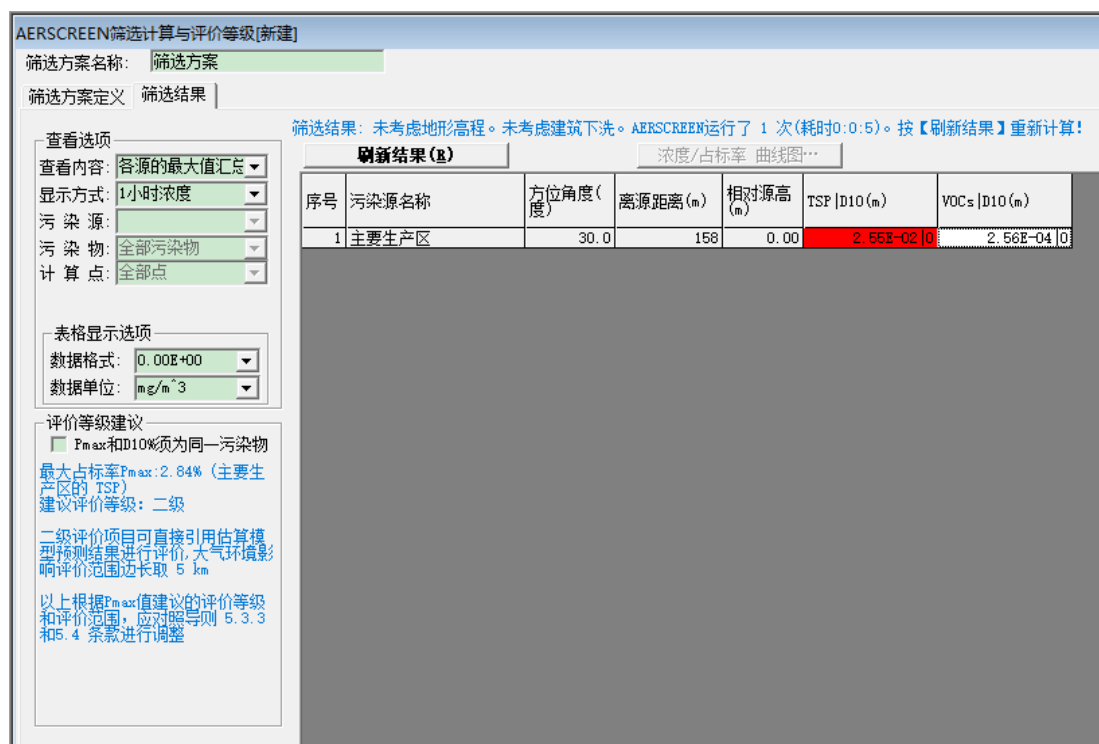 AERSCREEN筛选计算与评价等级[新建]
筛选方案名称: 筛选方案
筛选方案定义 筛选结果
查看选项
查看内容: 各源的最大值汇总
显示方式: 1小时浓度
污 染 源:
污 染 物: 全部污染物
计 算 点: 全部点
表格显示选项
数据格式: 0.00E+00
数据单位: mg/m^3
评价等级建议
Pmax和D10%须为同一污染物
最大占标率Pmax:2.84% (主要生
产区的 TSP)
建议评价等级: 二级
二级评价项目可直接引用估算模
型预测结果进行评价,大气环境影
响评价范围边长取 5 km
以上根据Pmax值建议的评价等级
和评价范围，应对照导则 5.3.3
和5.4 条款进行调整
筛选结果: 未考虑地形高程。未考虑建筑下洗。AERSCREEN运行了 1 次(耗时0:0:5)。按【刷新结果】重新计算!
刷新结果(R) 浓度/占标率 曲线图…
序号 污染源名称 方位角度(度) 离源距离(m) 相对源高(m) TSP|D10(m) VOCs|D10(m)
1 主要生产区 30.0 158 0.00 2.55E-02|0 2.56E-04|0